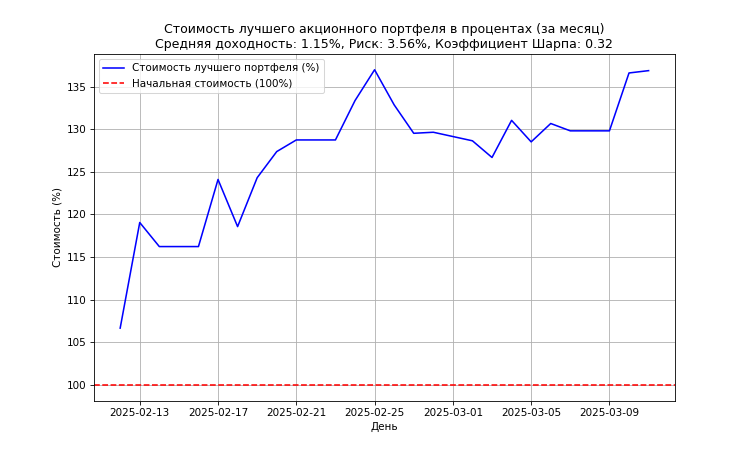 Стоимость лучшего акционного портфеля в процентах (за месяц)
Средняя доходность: 1.15%, Риск: 3.56%, Коэффициент Шарпа: 0.32
Стоимость лучшего портфеля (%)
Начальная стоимость (100%)
Стоимость (%)
135
130
125
120
115
110
105
100
2025-02-13
2025-02-17
2025-02-21
2025-02-25
2025-03-01
2025-03-05
2025-03-09
День